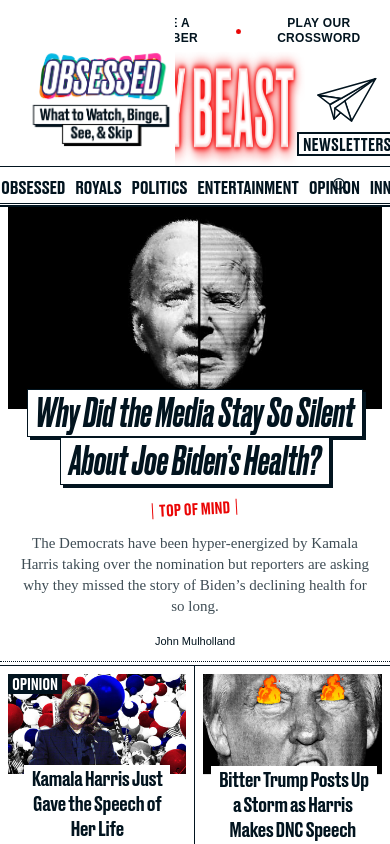 E A
BER
PLAY OUR
CROSSWORD
OBSESSED
What to Watch, Binge,
See, & Skip
Y BEAST
NEWSLETTERS
OBSESSED ROYALS POLITICS ENTERTAINMENT OPINION INN
Why Did the Media Stay So Silent
About Joe Biden's Health?
TOP OF MIND
The Democrats have been hyper-energized by Kamala
Harris taking over the nomination but reporters are asking
why they missed the story of Biden's declining health for
so long.
John Mulholland
OPINION
Kamala Harris Just
Gave the Speech of
Her Life
Bitter Trump Posts Up
a Storm as Harris
Makes DNC Speech